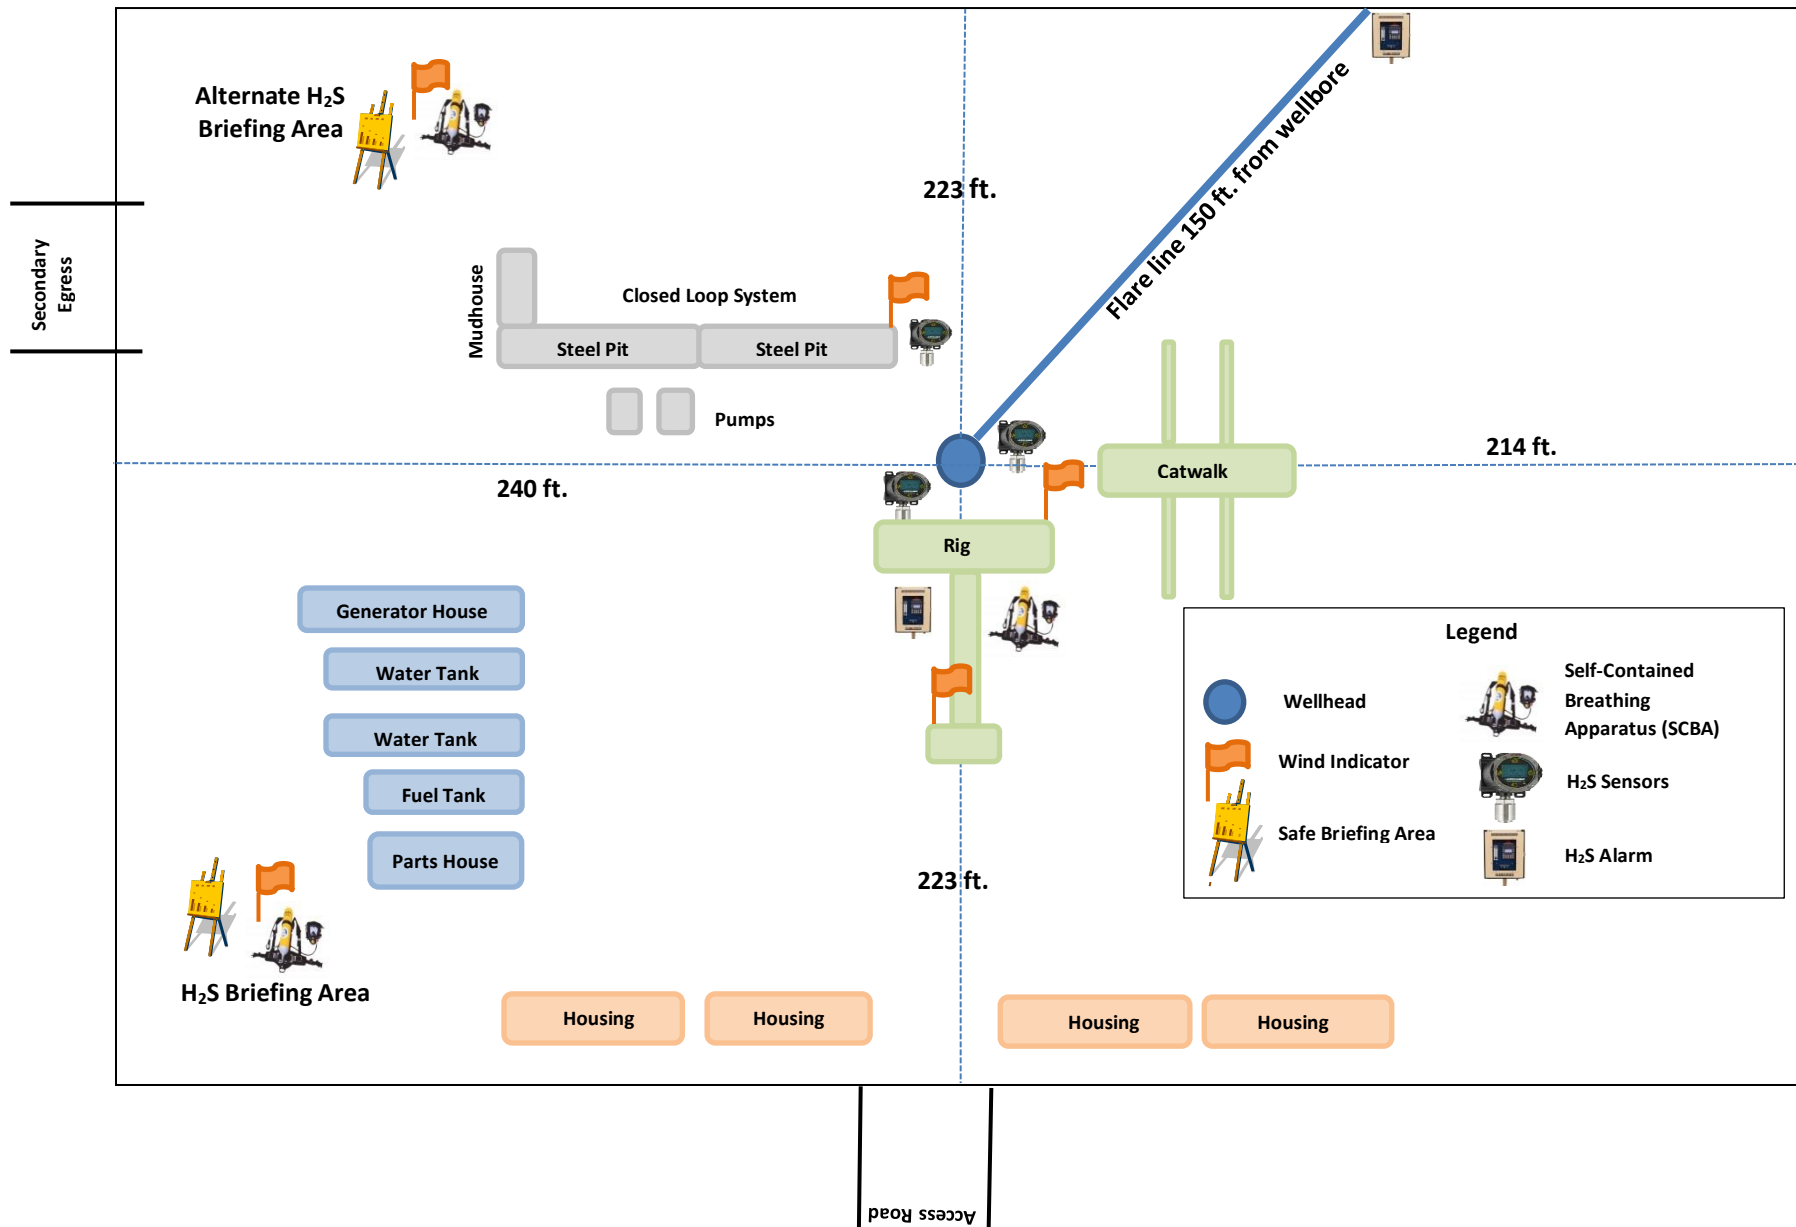 Alternate H₂S
Briefing Area
223 ft.
Flare line 150 ft. from wellbore
Secondary
Egress
Mudhouse
Closed Loop System
Steel Pit
Steel Pit
Pumps
240 ft.
214 ft.
Catwalk
Rig
Generator House
Water Tank
Water Tank
Fuel Tank
Parts House
H₂S Briefing Area
223 ft.
Legend
Wellhead
Wind Indicator
Safe Briefing Area
Self-Contained
Breathing
Apparatus (SCBA)
H₂S Sensors
H₂S Alarm
Housing
Housing
Housing
Housing
Access Road